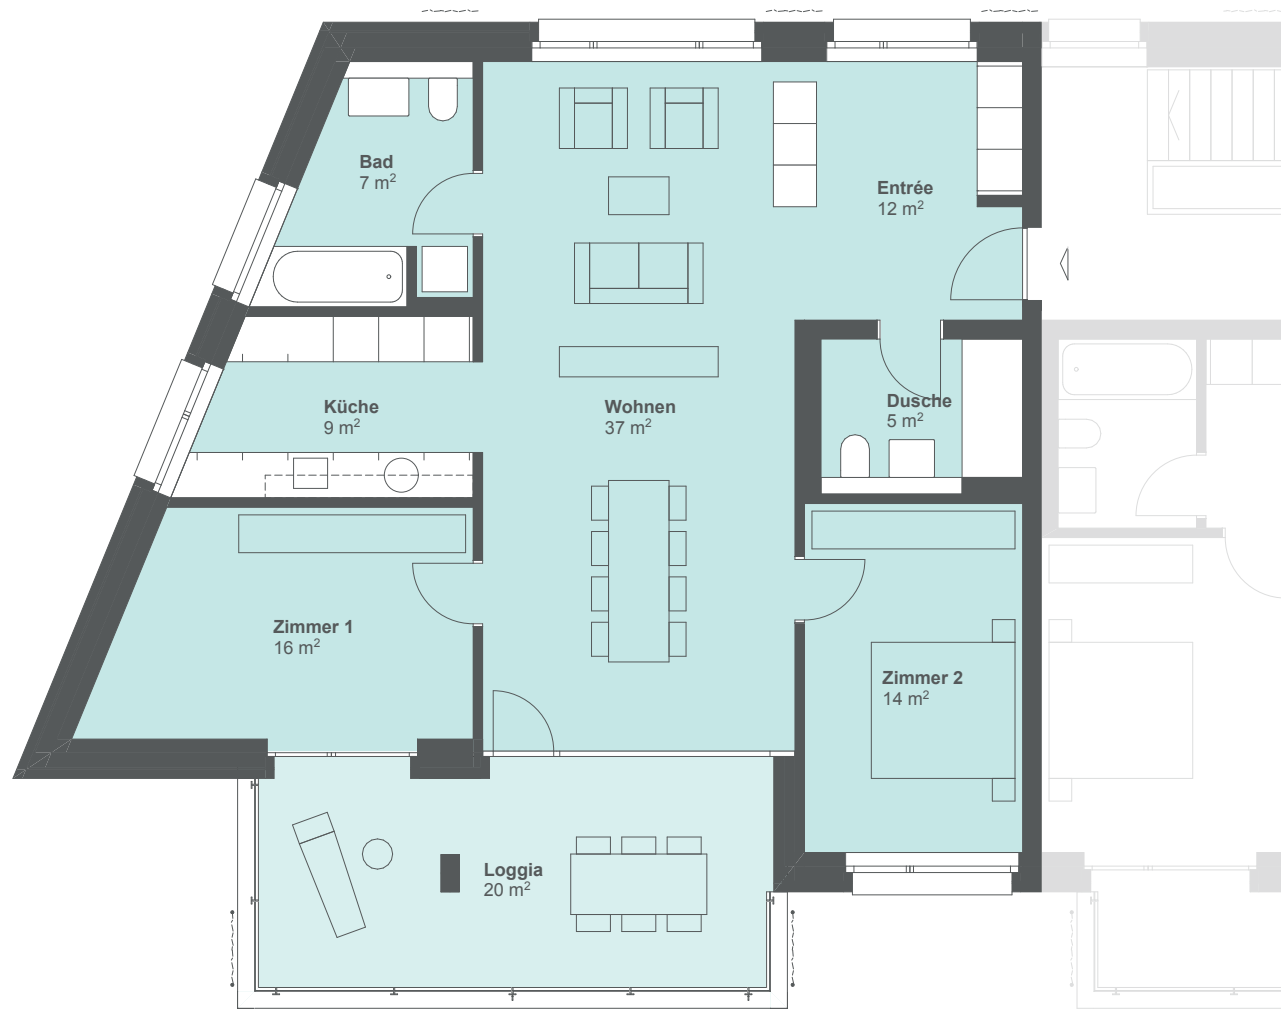 Bad
7 m²
Entrée
12 m²
Küche
9 m²
Wohnen
37 m²
Dusche
5 m²
Zimmer 1
16 m²
Zimmer 2
14 m²
Loggia
20 m²